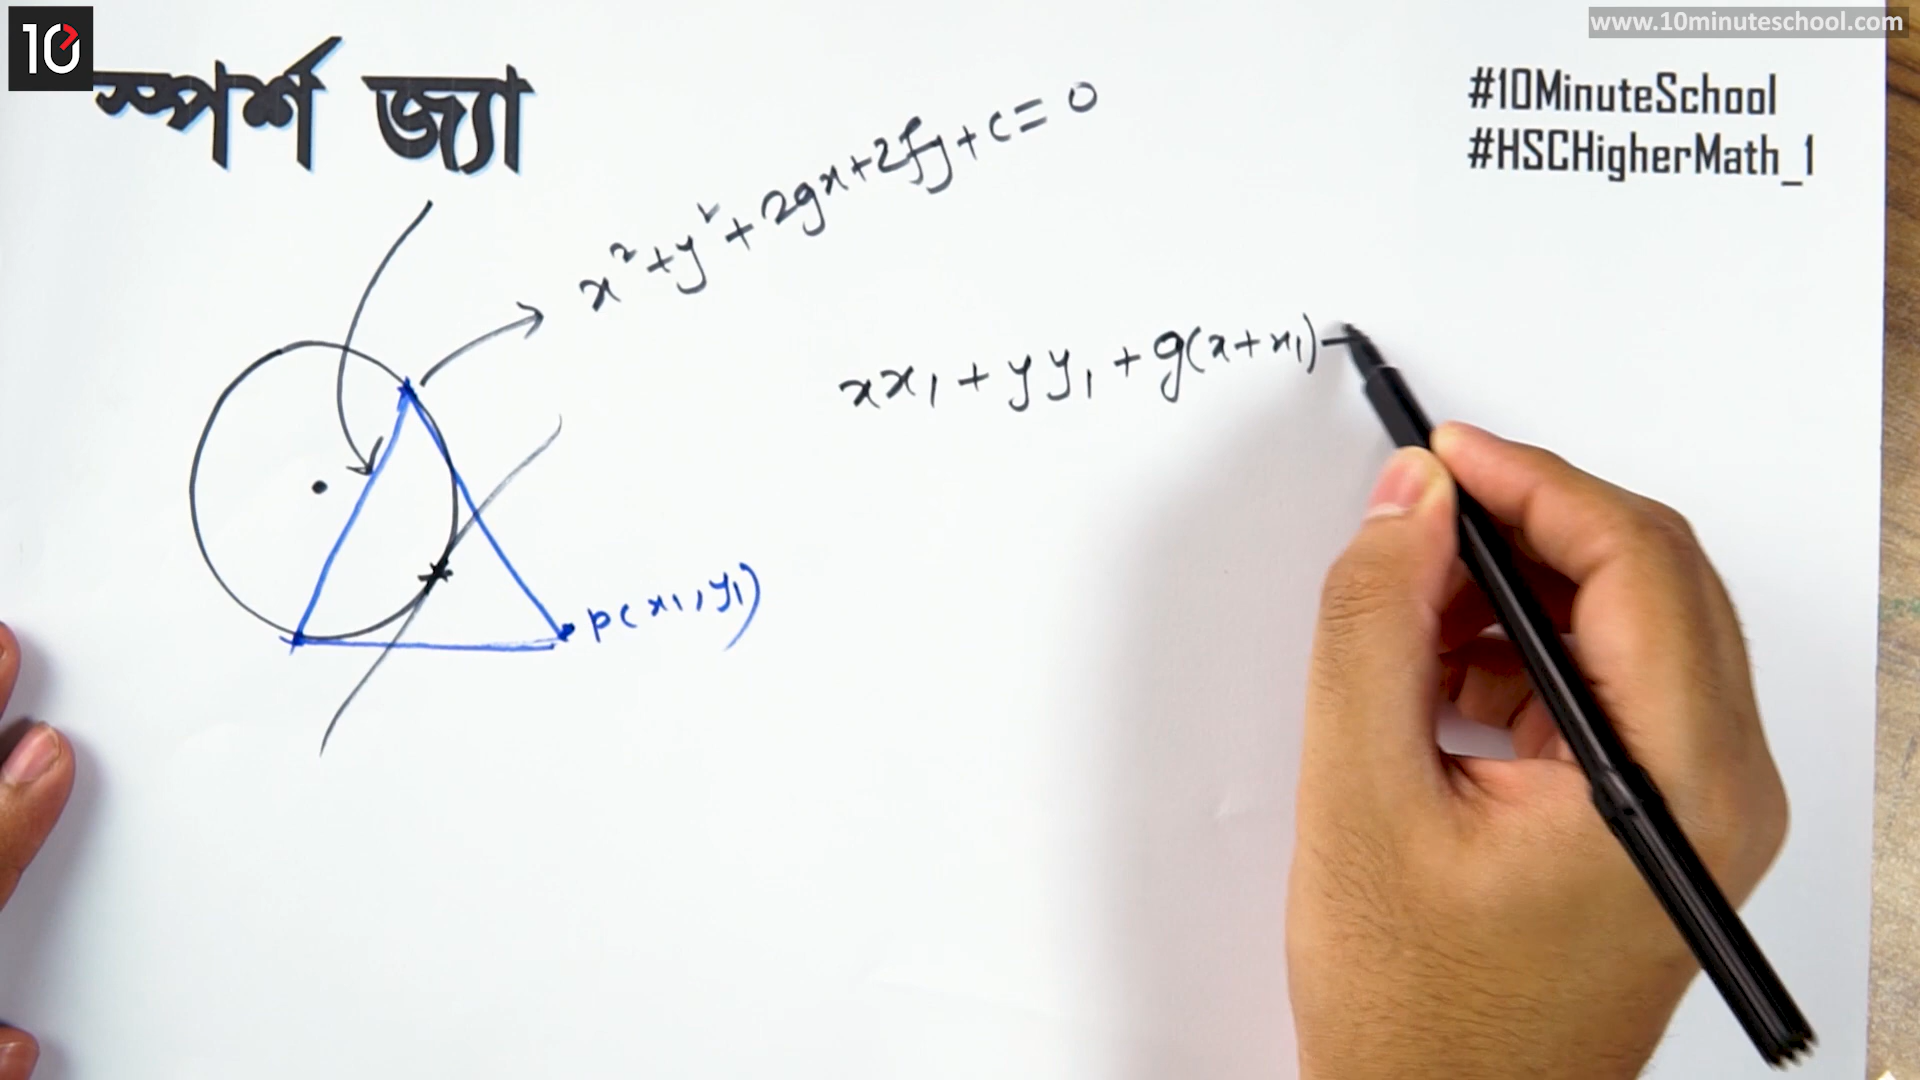 10
www.10minuteschool.com
স্পর্শ জ্যা
#10MinuteSchool
#HSCHigherMath_1
x² + y² + 2gx + 2fy + c = 0
xx₁ + yy₁ + g(x + x₁) -
P(x₁, y₁)